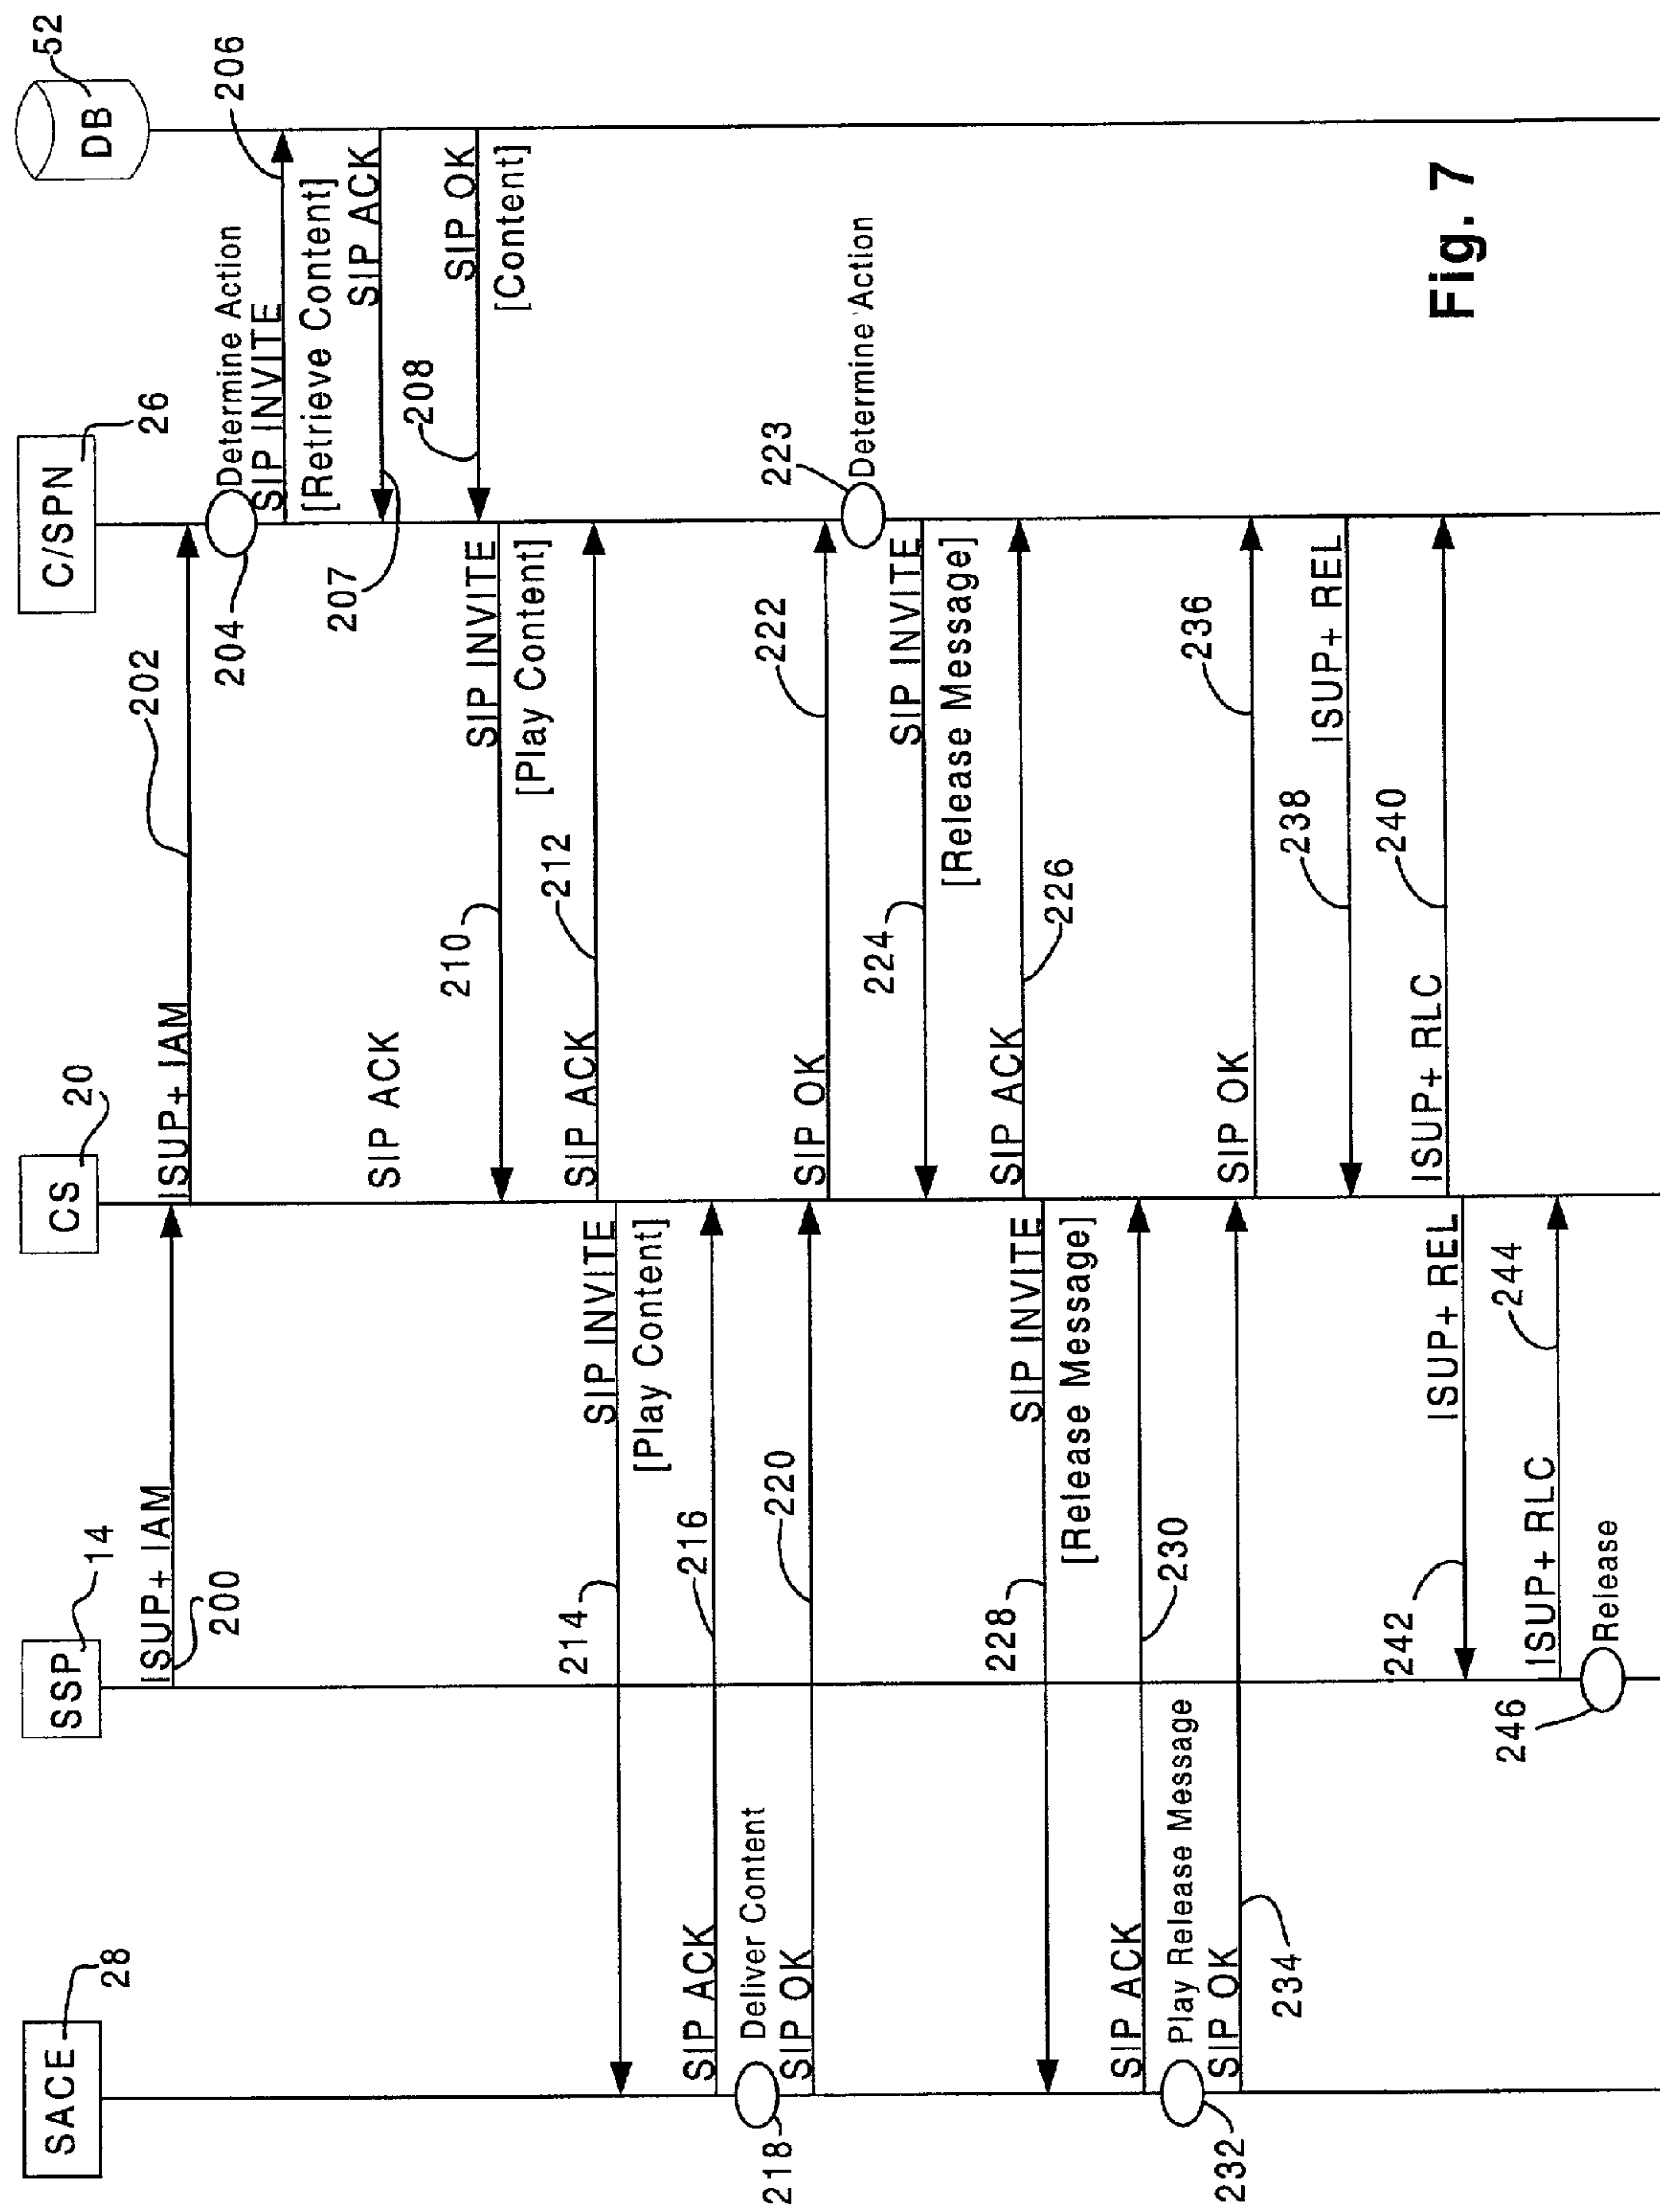 SACE
28
SSP
14
CS
20
C/SPN
26
DB
52
ISUP+ IAM
200
ISUP+ IAM
202
204
Determine Action
SIP INVITE
206
[Retrieve Content]
SIP ACK
SIP ACK
207
SIP OK
208
[Content]
SIP INVITE
210
[Play Content]
SIP ACK
212
SIP INVITE
214
[Play Content]
SIP ACK
216
218
Deliver Content
SIP OK
220
SIP OK
222
223
Determine Action
SIP INVITE
224
[Release Message]
SIP ACK
226
SIP INVITE
228
[Release Message]
SIP ACK
230
232
Play Release Message
SIP OK
234
SIP OK
236
ISUP+ REL
238
ISUP+ RLC
240
ISUP+ REL
242
ISUP+ RLC
244
246
Release
Fig. 7